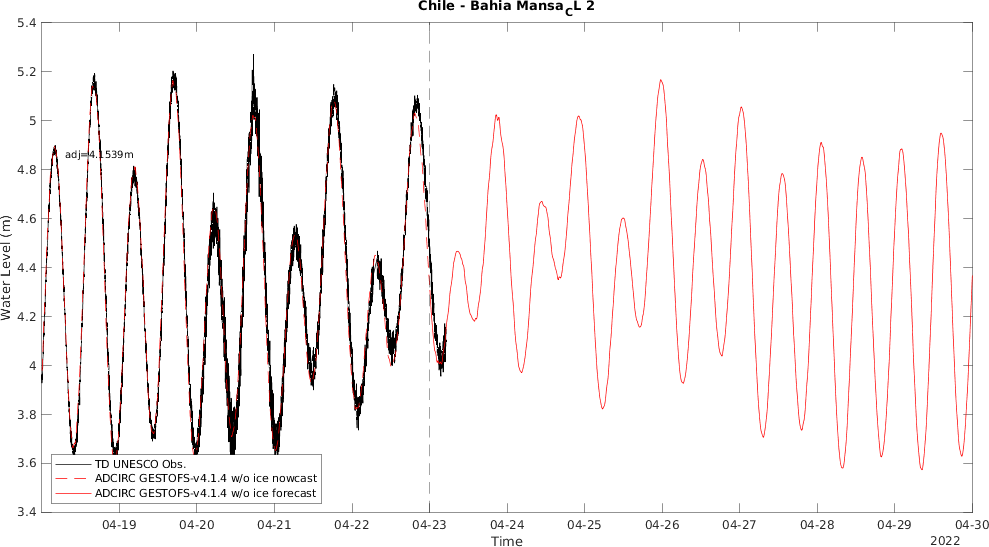 Chile - Bahia MansaCL 2
5.4
5.2
5
4.8
4.6
4.4
4.2
4
3.8
3.6
3.4
Water Level (m)
adj=4.1539m
TD UNESCO Obs.
ADCIRC GESTOFS-v4.1.4 w/o ice nowcast
ADCIRC GESTOFS-v4.1.4 w/o ice forecast
04-19 04-20 04-21 04-22 04-23 04-24 04-25 04-26 04-27 04-28 04-29 04-30
Time
2022